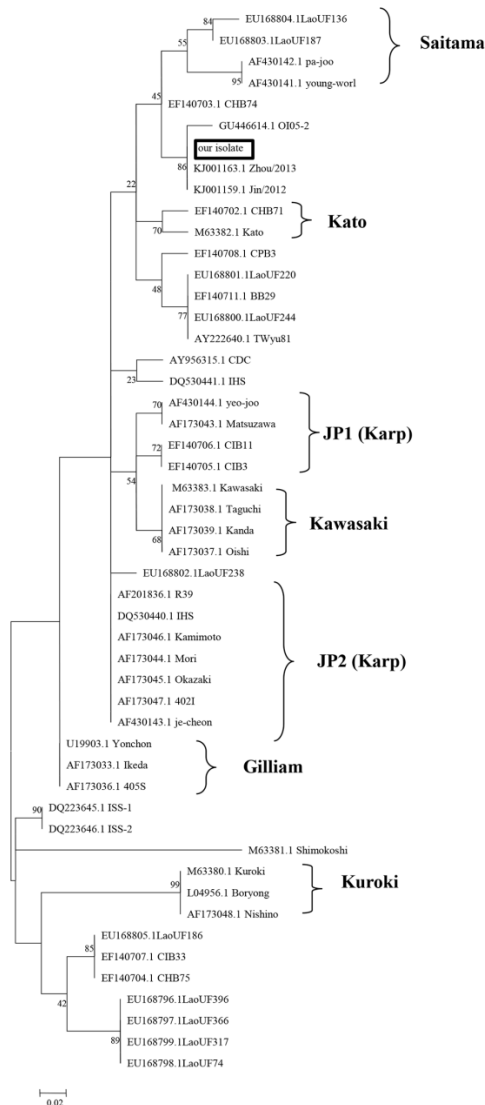 84
EU168804.1LaoUF136
55
EU168803.1LaoUF187
Saitama
AF430142.1 pa-joo
95
AF430141.1 young-worl
45
EF140703.1 CHB74
GU446614.1 OI05-2
our isolate
86
KJ001163.1 Zhou/2013
KJ001159.1 Jin/2012
22
EF140702.1 CHB71
Kato
70
M63382.1 Kato
EF140708.1 CPB3
48
EU168801.1LaoUF220
EF140711.1 BB29
77
EU168800.1LaoUF244
AY222640.1 TWyu81
AY956315.1 CDC
23
DQ530441.1 IHS
70
AF430144.1 yeo-joo
AF173043.1 Matsuzawa
JP1 (Karp)
72
EF140706.1 CIB11
EF140705.1 CIB3
54
M63383.1 Kawasaki
AF173038.1 Taguchi
Kawasaki
AF173039.1 Kanda
68
AF173037.1 Oishi
EU168802.1LaoUF238
AF201836.1 R39
DQ530440.1 IHS
AF173046.1 Kamimoto
AF173044.1 Mori
JP2 (Karp)
AF173045.1 Okazaki
AF173047.1 402I
AF430143.1 je-cheon
U19903.1 Yonchon
AF173033.1 Ikeda
Gilliam
AF173036.1 405S
90
DQ223645.1 ISS-1
DQ223646.1 ISS-2
M63381.1 Shimokoshi
99
M63380.1 Kuroki
L04956.1 Boryong
Kuroki
AF173048.1 Nishino
85
EU168805.1LaoUF186
EF140707.1 CIB33
EF140704.1 CHB75
42
EU168796.1LaoUF396
EU168797.1LaoUF366
89
EU168799.1LaoUF317
EU168798.1LaoUF74
0.02